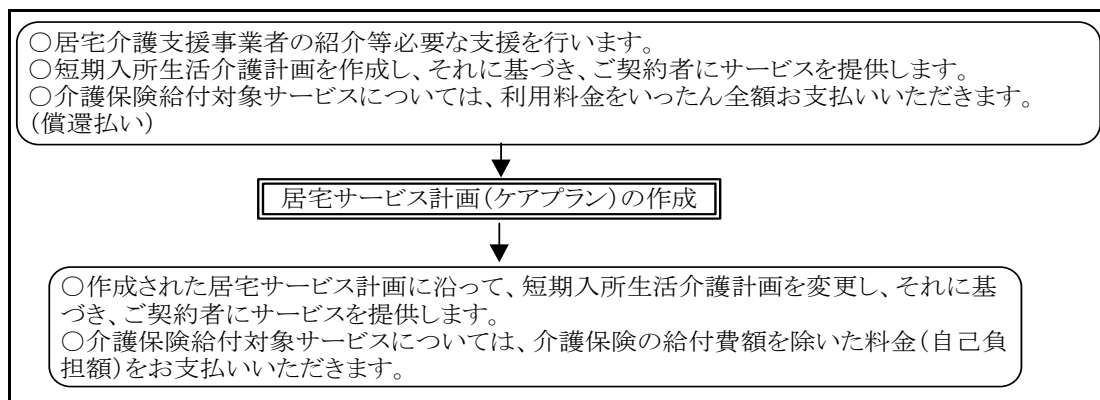 ○居宅介護支援事業者の紹介等必要な支援を行います。
○短期入所生活介護計画を作成し、それに基づき、ご契約者にサービスを提供します。
○介護保険給付対象サービスについては、利用料金をいったん全額お支払いいただきます。
(償還払い)
居宅サービス計画(ケアプラン)の作成
○作成された居宅サービス計画に沿って、短期入所生活介護計画を変更し、それに基
づき、ご契約者にサービスを提供します。
○介護保険給付対象サービスについては、介護保険の給付費額を除いた料金(自己負
担額)をお支払いいただきます。